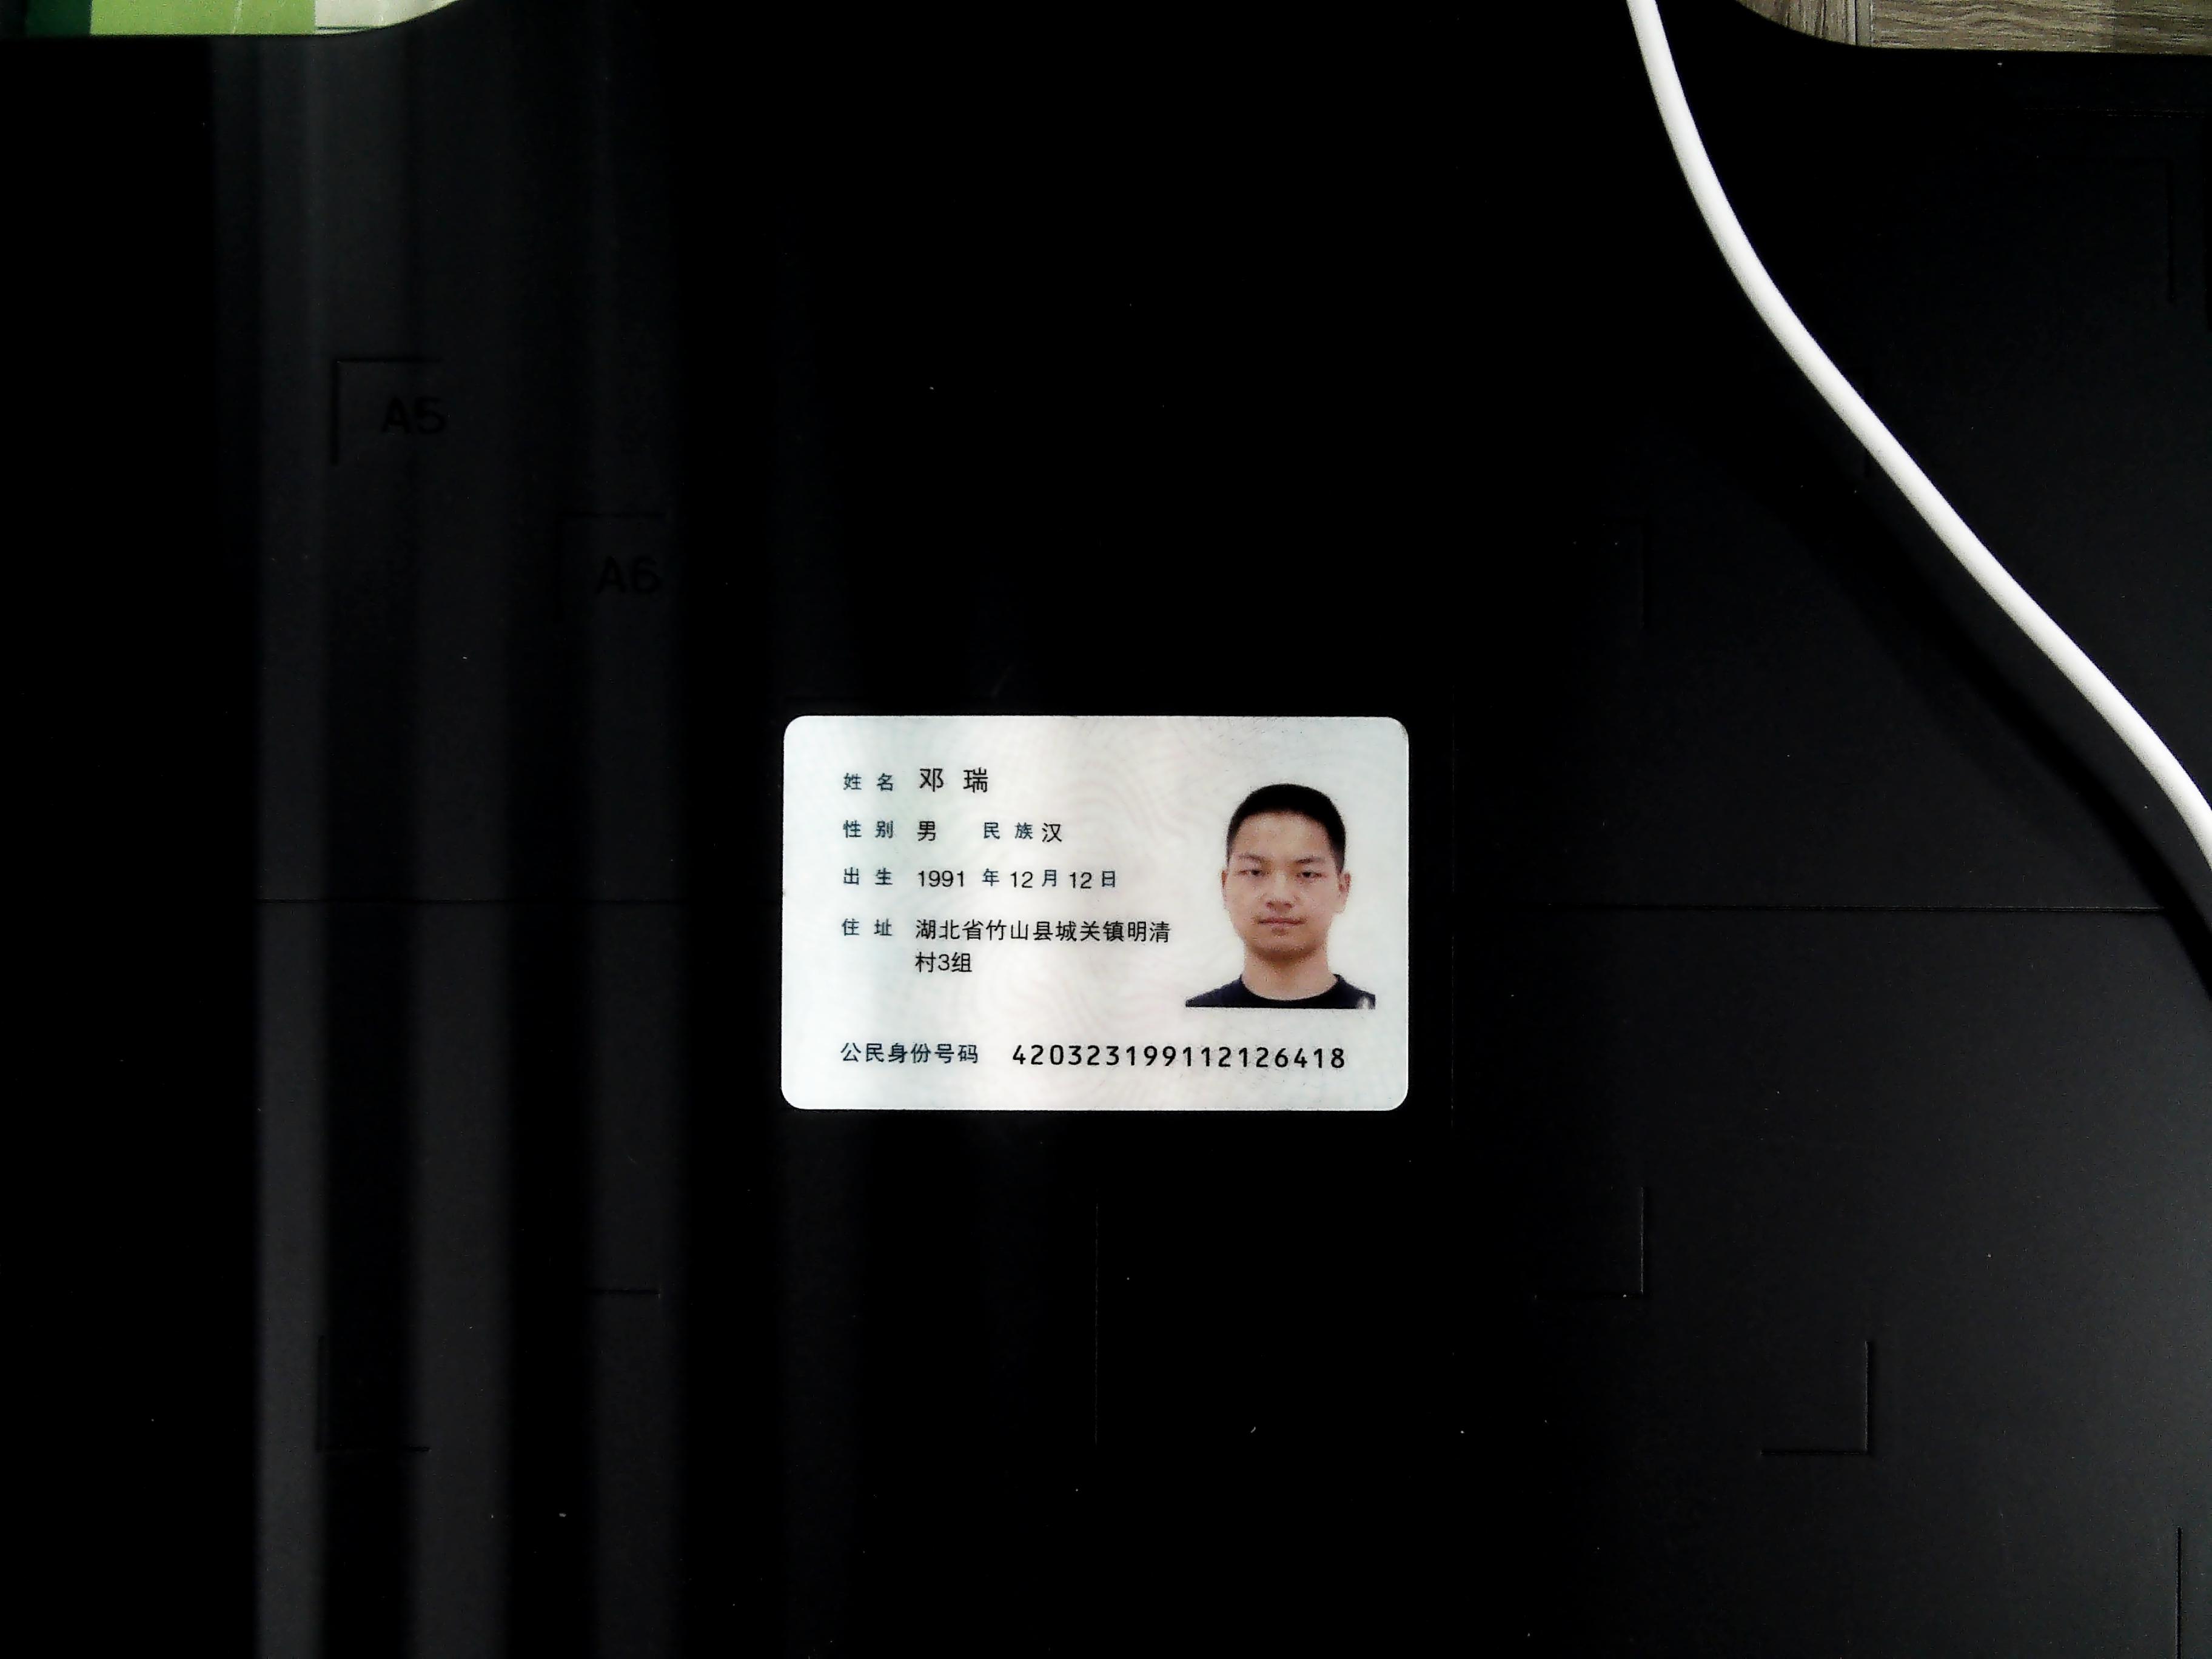 A5
A6
姓名 邓瑞
性别 男 民族 汉
出生 1991 年 12 月 12 日
住址 湖北省竹山县城关镇明清
村3组
公民身份号码 420323199112126418